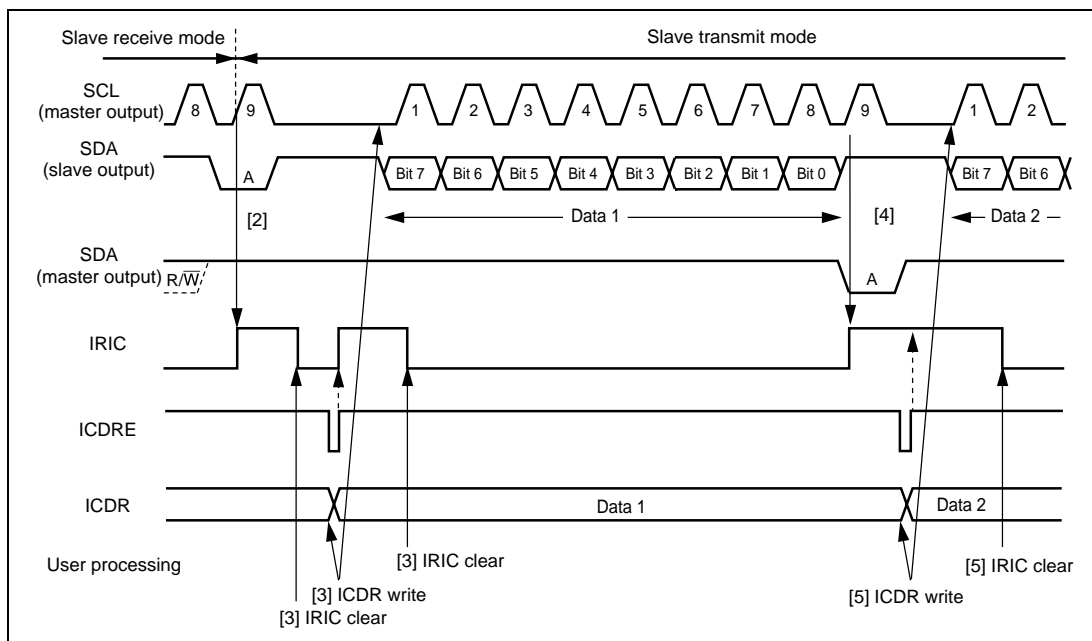 Slave receive mode
Slave transmit mode
SCL
(master output)
8 9 1 2 3 4 5 6 7 8 9 1 2
SDA
(slave output)
A Bit 7 Bit 6 Bit 5 Bit 4 Bit 3 Bit 2 Bit 1 Bit 0 Bit 7 Bit 6
[2] Data 1 [4] Data 2
SDA
(master output)
R/W̅
A
IRIC
ICDRE
ICDR
Data 1
Data 2
User processing
[3] IRIC clear
[5] IRIC clear
[3] ICDR write
[5] ICDR write
[3] IRIC clear